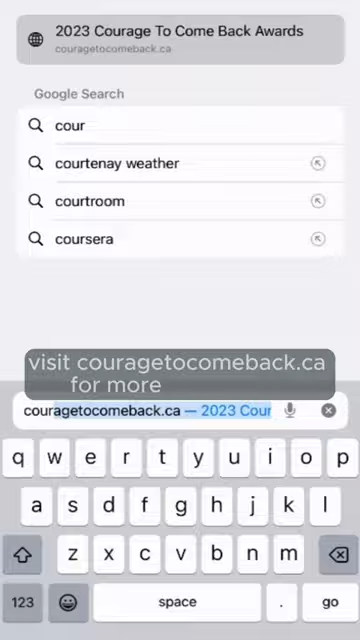 2023 Courage To Come Back Awards
couragetocomeback.ca
Google Search
cour
courtenay weather
courtroom
coursera
visit couragetocomeback.ca
for more
couragetocomeback.ca — 2023 Cour
q w e r t y u i o p
a s d f g h j k l
z x c v b n m
123 space . go